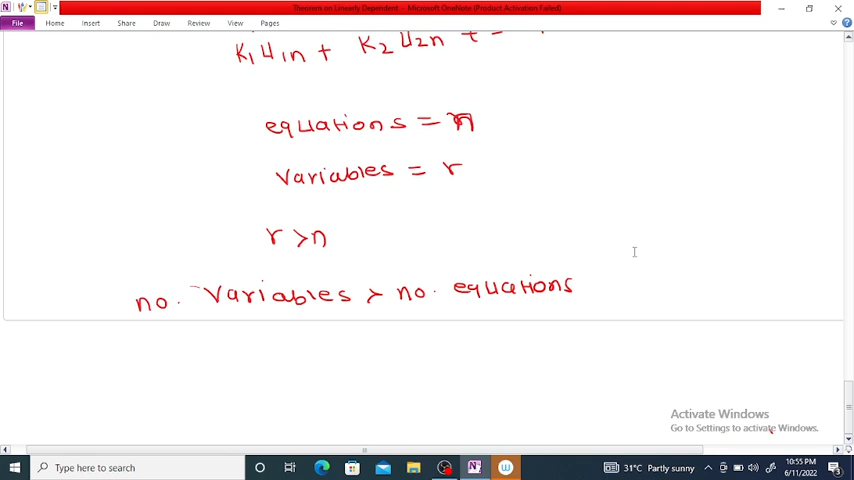 Theorem on Linearly Dependent - Microsoft OneNote (Product Activation Failed)
File Home Insert Share Draw History Review View Pages
K1U1n + K2U2n +
equations = n
variables = r
r > n
no. variables > no. equations
Activate Windows
Go to Settings to activate Windows.
Type here to search
31°C Partly sunny
10:55 PM
6/11/2022
3